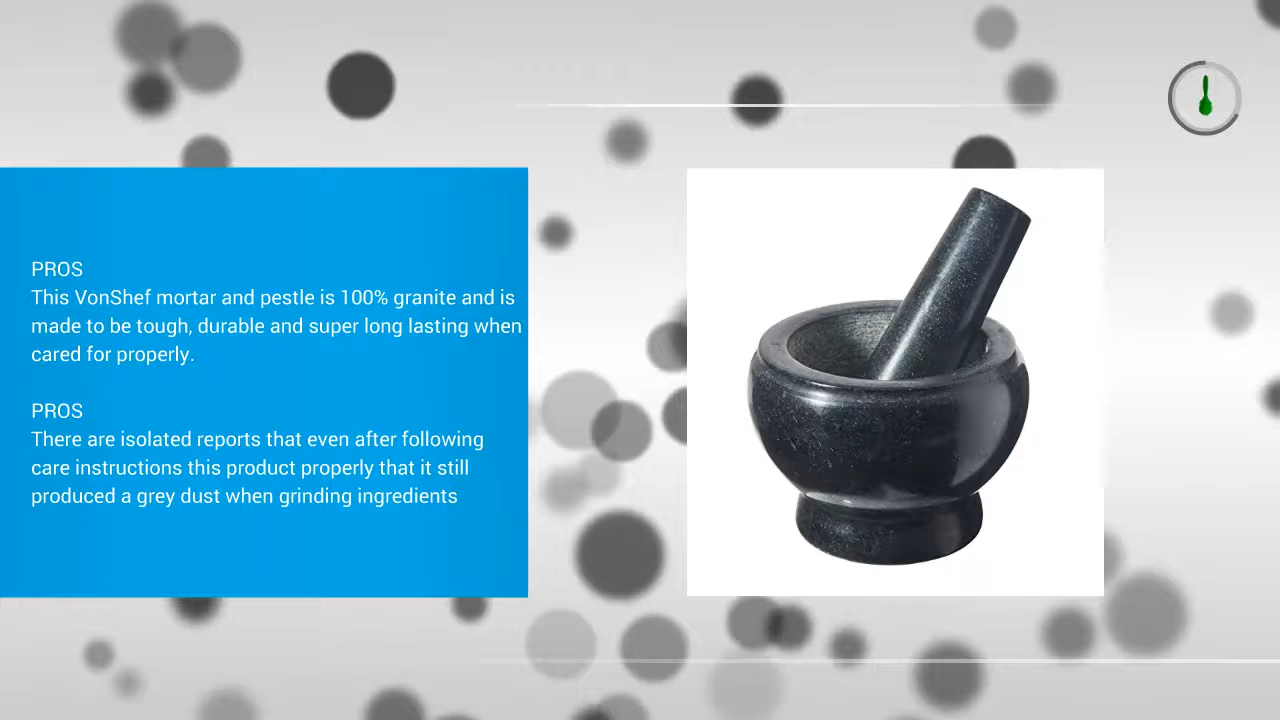 PROS
This VonShef mortar and pestle is 100% granite and is
made to be tough, durable and super long lasting when
cared for properly.
PROS
There are isolated reports that even after following
care instructions this product properly that it still
produced a grey dust when grinding ingredients